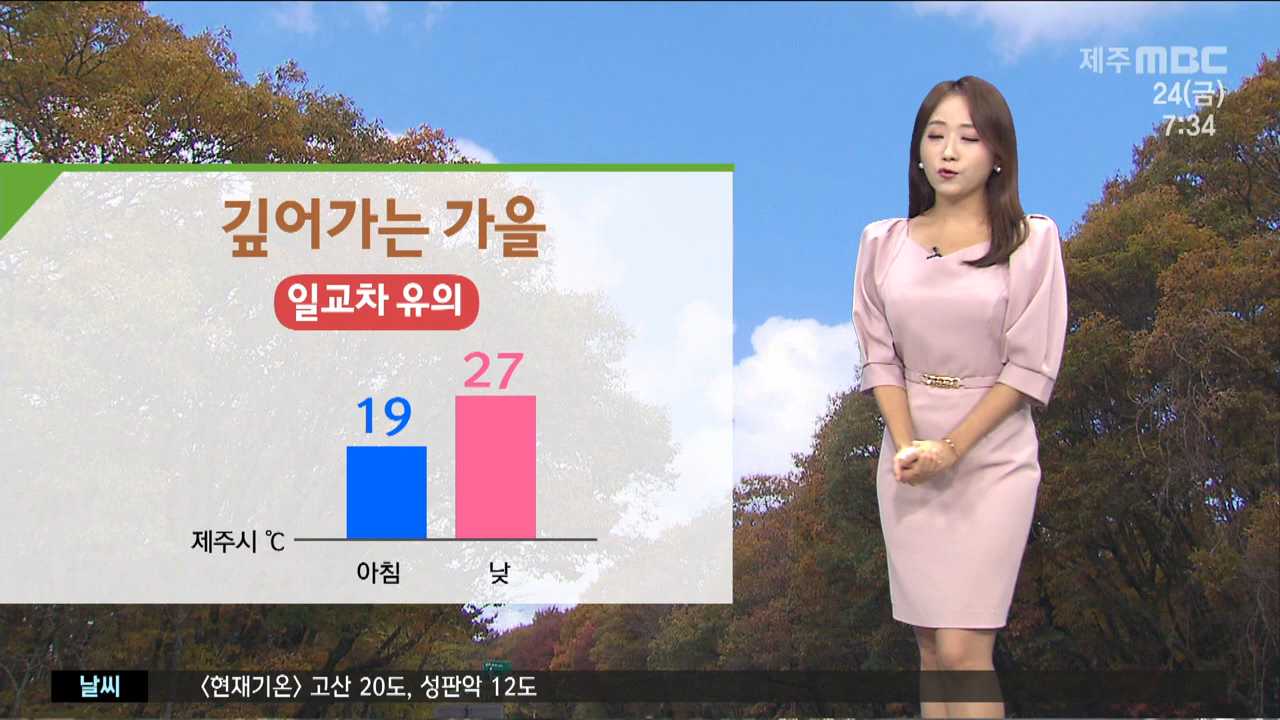 제주MBC
24(금)
7:34
깊어가는 가을
일교차 유의
27
19
제주시 ℃
아침 낮
날씨 〈현재기온〉 고산 20도, 성판악 12도